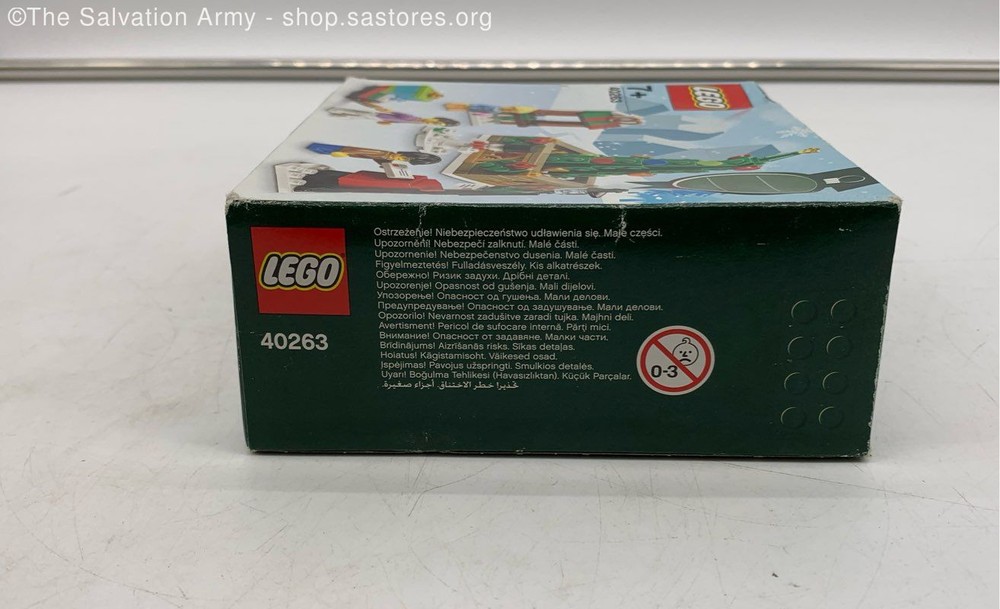 ©The Salvation Army - shop.sastores.org
LEGO
7+
40263
LEGO
40263
Ostrzeżenie! Niebezpieczeństwo udławienia się. Małe części.
Upozornění! Nebezpečí zalknutí. Malé části.
Upozornenie! Nebezpečenstvo dusenia. Malé časti.
Figyelmeztetés! Fulladásveszély. Kis alkatrészek.
Обережно! Ризик задухи. Дрібні деталі.
Upozorenje! Opasnost od gušenja. Mali dijelovi.
Упозорење! Опасност од гушења. Мали делови.
Предупредување! Опасност од задушување. Мали делови.
Opozorilo! Nevarnost zadušitve zaradi tujka. Majhni deli.
Avertisment! Pericol de sufocare internă. Părţi mici.
Внимание! Опасност от задавяне. Малки части.
Brīdinājums! Aizrīšanās risks. Sīkas detaļas.
Hoiatus! Kägistamisoht. Väikesed osad.
Įspėjimas! Pavojus užspringti. Smulkios detalės.
Uyarı! Boğulma Tehlikesi (Havasızlıktan). Küçük Parçalar.
تحذير! خطر الاختناق. أجزاء صغيرة.
0-3